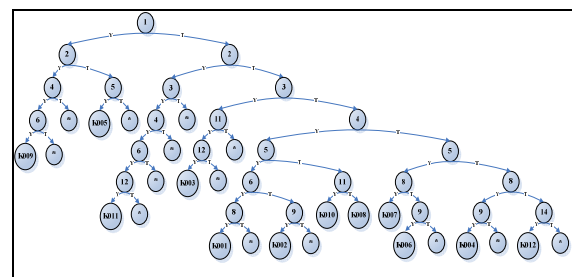 1
Y T
2 2
Y T Y T
4 5 3 3
Y T Y T Y T Y T
6 * K005 * 4 * 11 4
Y T Y T Y T Y T
K009 * 6 * 12 * 5 5
Y T Y T Y T Y T
12 * K003 * 6 11 8 8
Y T Y T Y T Y T Y T
K011 * 8 9 K010 K008 K007 9 9 14
Y T Y T Y T Y T Y T
K001 * K002 * K006 * K004 * K012 *